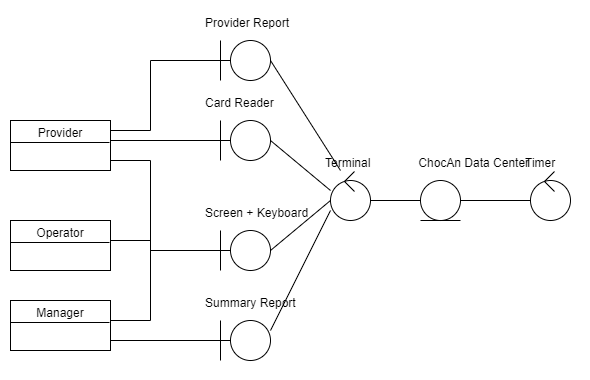 Provider Report
Card Reader
Provider
Terminal
ChocAn Data Center
Timer
Screen + Keyboard
Operator
Summary Report
Manager